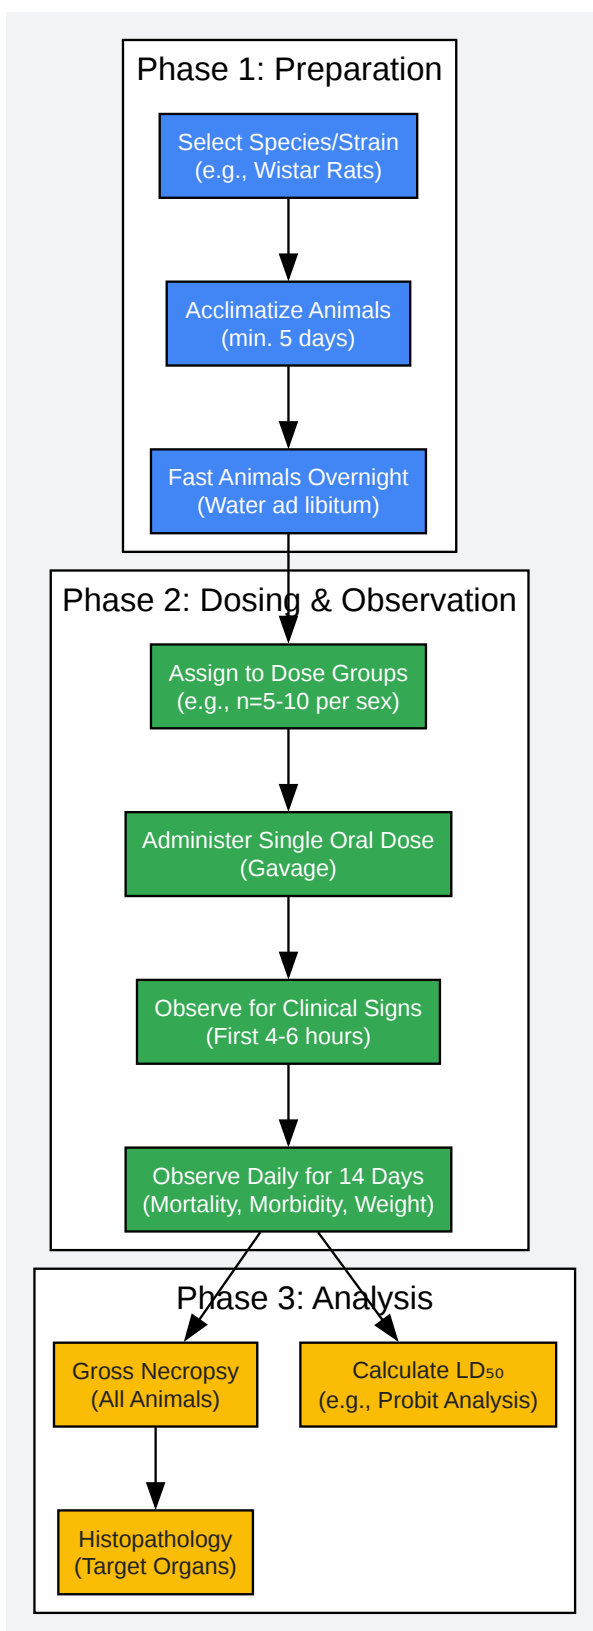 Phase 1: Preparation
Select Species/Strain
(e.g., Wistar Rats)
Acclimatize Animals
(min. 5 days)
Fast Animals Overnight
(Water ad libitum)
Phase 2: Dosing & Observation
Assign to Dose Groups
(e.g., n=5-10 per sex)
Administer Single Oral Dose
(Gavage)
Observe for Clinical Signs
(First 4-6 hours)
Observe Daily for 14 Days
(Mortality, Morbidity, Weight)
Phase 3: Analysis
Gross Necropsy
(All Animals)
Calculate LD₅₀
(e.g., Probit Analysis)
Histopathology
(Target Organs)